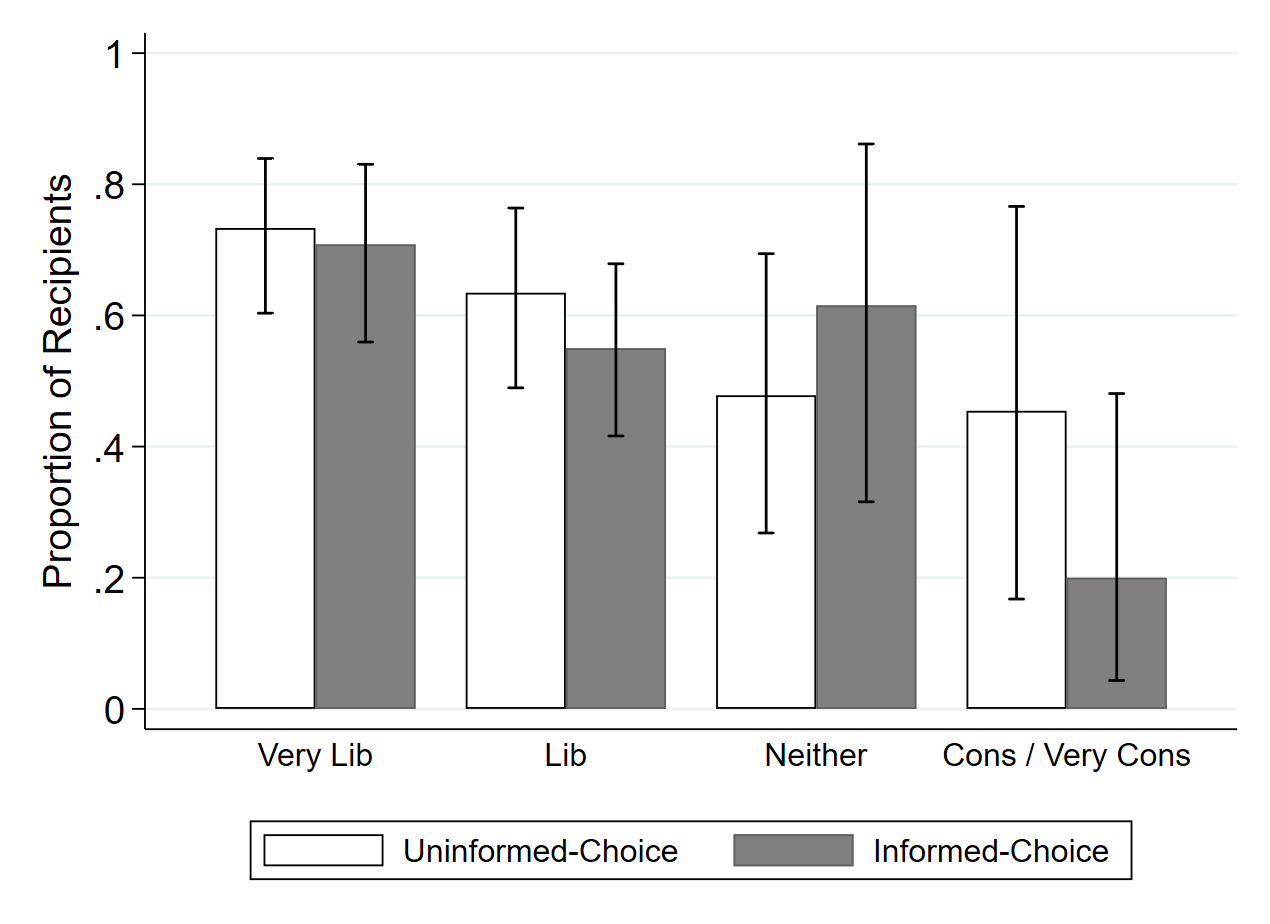 Proportion of Recipients
1
.8
.6
.4
.2
0
Very Lib
Lib
Neither
Cons / Very Cons
Uninformed-Choice
Informed-Choice